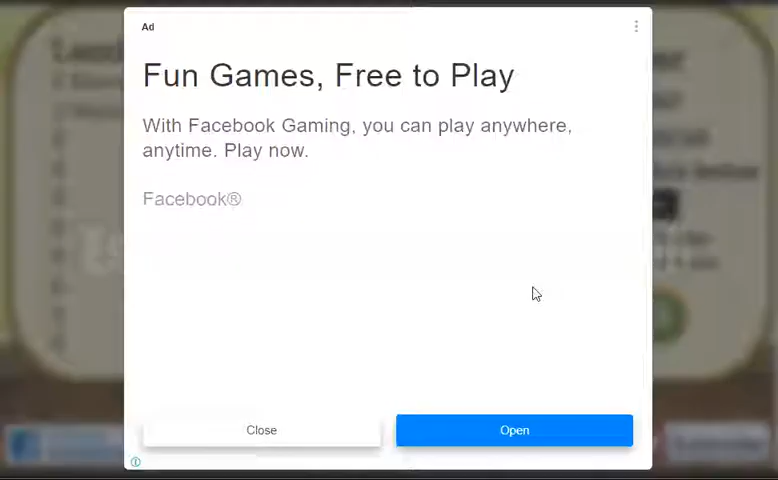 Ad
Fun Games, Free to Play
With Facebook Gaming, you can play anywhere,
anytime. Play now.
Facebook®
Close
Open